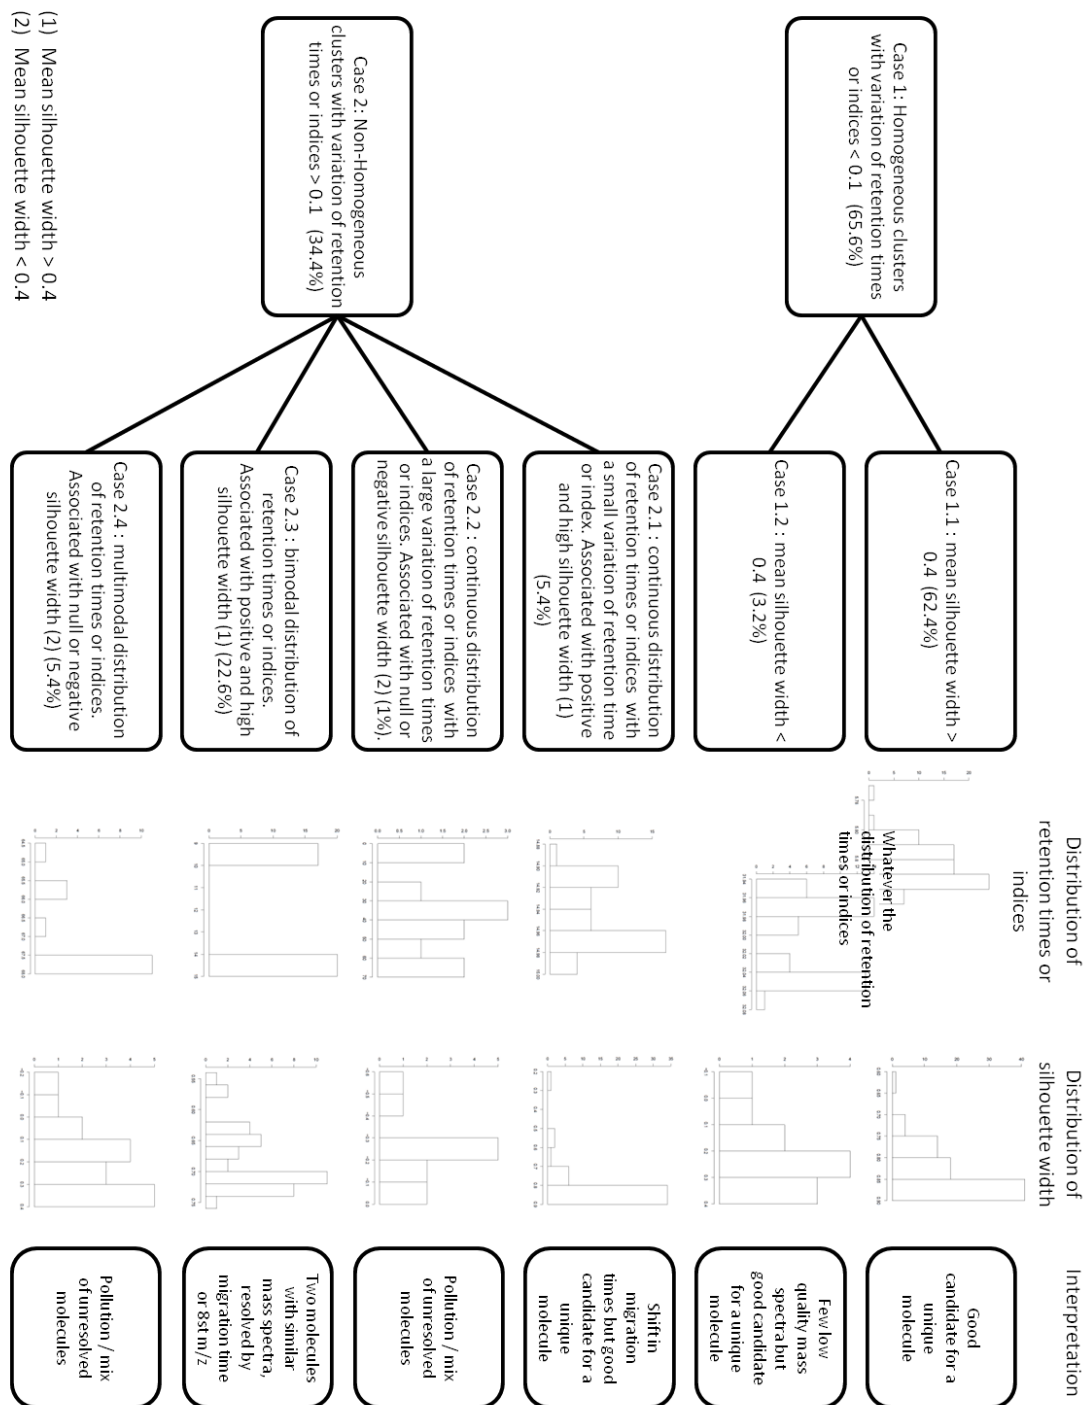 Distribution of
retention times or
indices
Distribution of
silhouette width
Interpretation
Case 1: Homogeneous clusters
with variation of retention times
or indices < 0.1 (65.6%)
Case 1.1 : mean silhouette width >
0.4 (62.4%)
Good
candidate for a
unique
molecule
Case 1.2 : mean silhouette width <
0.4 (3.2%)
Whatever the
distribution of retention
times or indices
Few low
quality mass
spectra but
good candidate
for a unique
molecule
Case 2: Non-Homogeneous
clusters with variation of retention
times or indices > 0.1 (34.4%)
Case 2.1 : continuous distribution
of retention times or indices with
a small variation of retention time
or index. Associated with positive
and high silhouette width (1)
(5.4%)
Shift in
migration
times but good
candidate for a
unique
molecule
Case 2.2 : continuous distribution
of retention times or indices with
a large variation of retention times
or indices. Associated with null or
negative silhouette width (2) (1%).
Pollution / mix
of unresolved
molecules
Case 2.3 : bimodal distribution of
retention times or indices.
Associated with positive and high
silhouette width (1) (22.6%)
Two molecules
with similar
mass spectra,
resolved by
migration time
or 8st m/z
Case 2.4 : multimodal distribution
of retention times or indices.
Associated with null or negative
silhouette width (2) (5.4%)
Pollution / mix
of unresolved
molecules
(1) Mean silhouette width > 0.4
(2) Mean silhouette width < 0.4